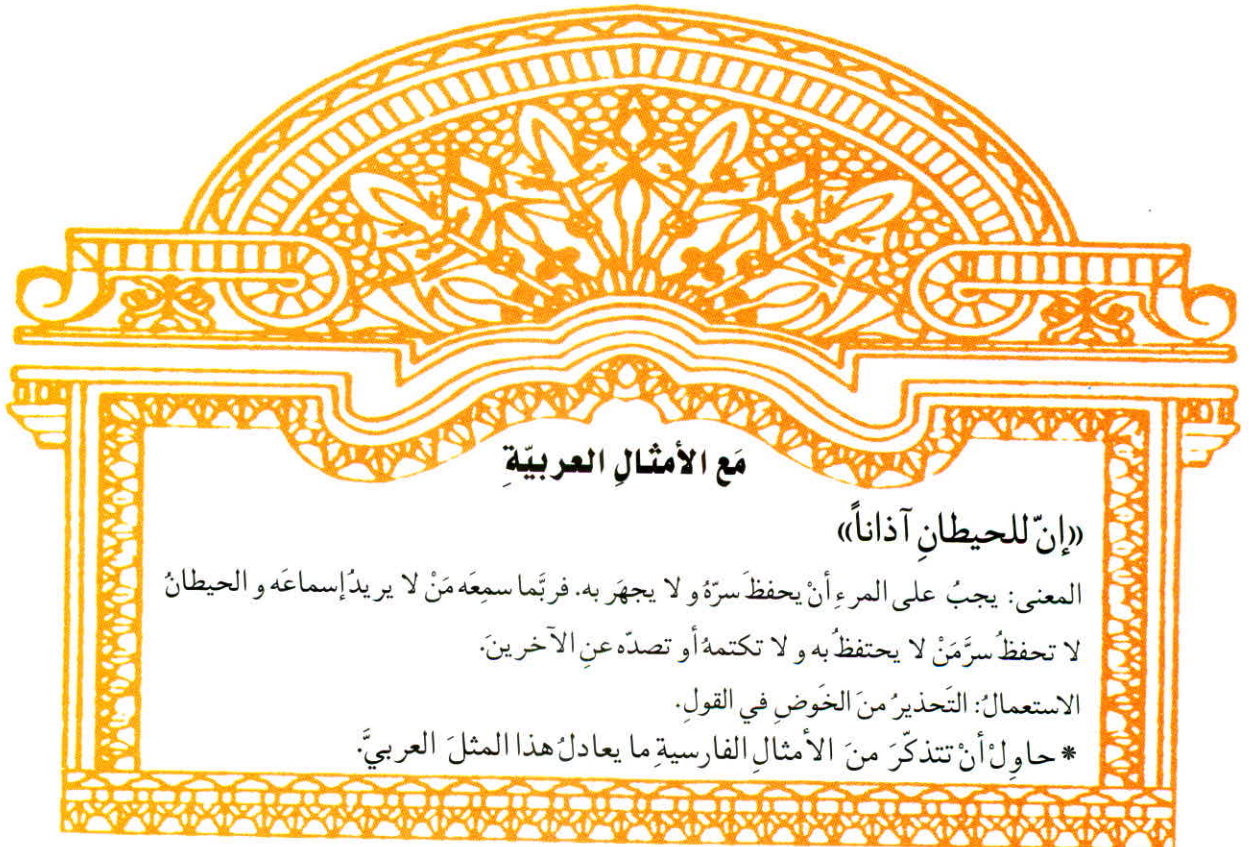 مَع الأمثالِ العربيّةِ
«إنّ للحيطانِ آذاناً»
المعنى: يجبُ على المرءِ أنْ يحفظَ سرّهُ و لا يجهَر به. فربَّما سمِعَه مَنْ لا يريدُ إسماعَه و الحيطانُ
لا تحفظُ سرَّ مَنْ لا يحتفظُ به و لا تكتمهُ أو تصدّه عنِ الآخرينَ.
الاستعمالُ: التَحذيرُ منَ الخَوضِ في القولِ.
* حاوِلْ أنْ تتذكّرَ منَ الأمثالِ الفارسيةِ ما يعادلُ هذا المثلَ العربيَّ.